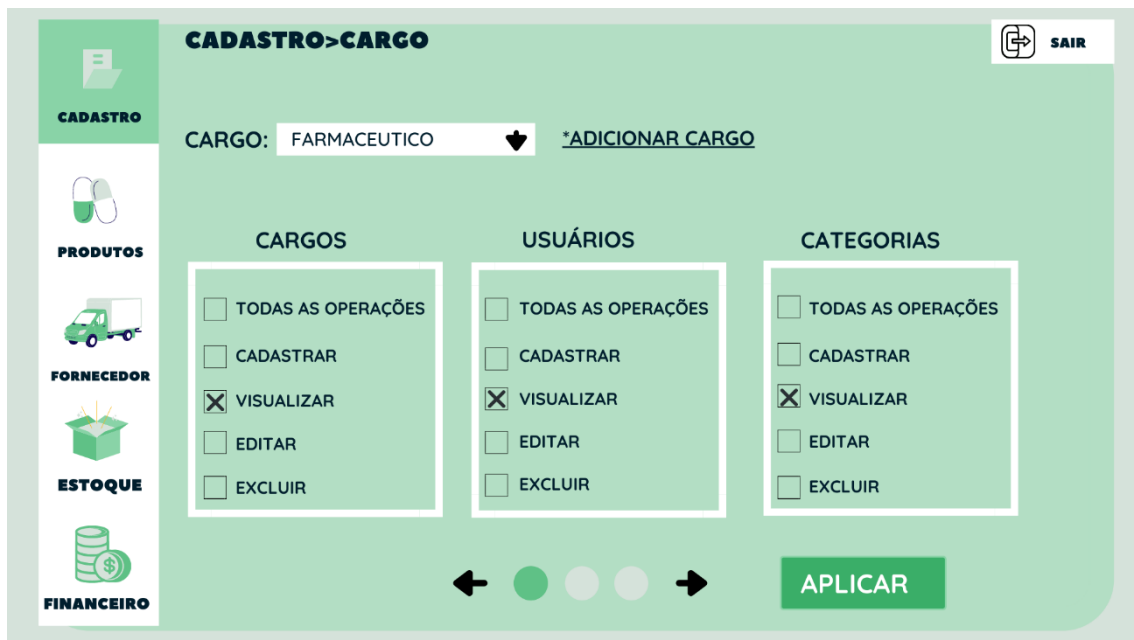 CADASTRO>CARGO
SAIR
CADASTRO
CARGO: FARMACEUTICO *ADICIONAR CARGO
PRODUTOS
FORNECEDOR
ESTOQUE
FINANCEIRO
CARGOS
TODAS AS OPERAÇÕES
CADASTRAR
VISUALIZAR
EDITAR
EXCLUIR
USUÁRIOS
TODAS AS OPERAÇÕES
CADASTRAR
VISUALIZAR
EDITAR
EXCLUIR
CATEGORIAS
TODAS AS OPERAÇÕES
CADASTRAR
VISUALIZAR
EDITAR
EXCLUIR
APLICAR